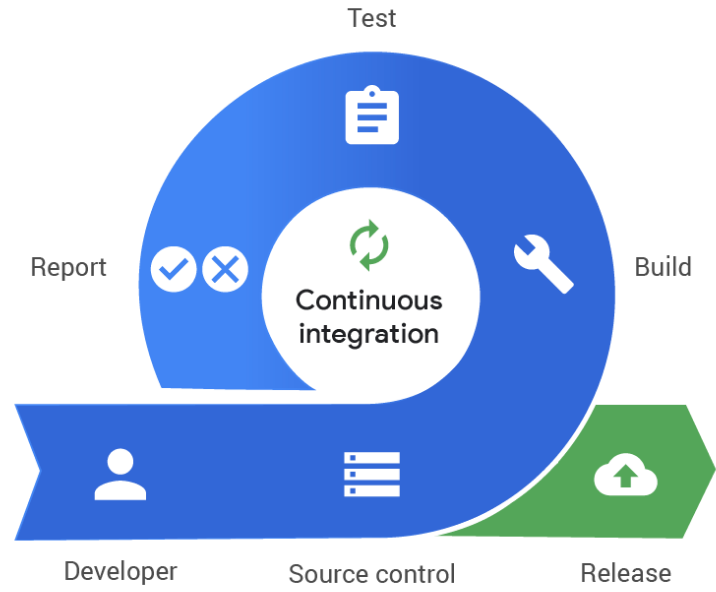 Test
Report
Continuous
integration
Build
Developer
Source control
Release